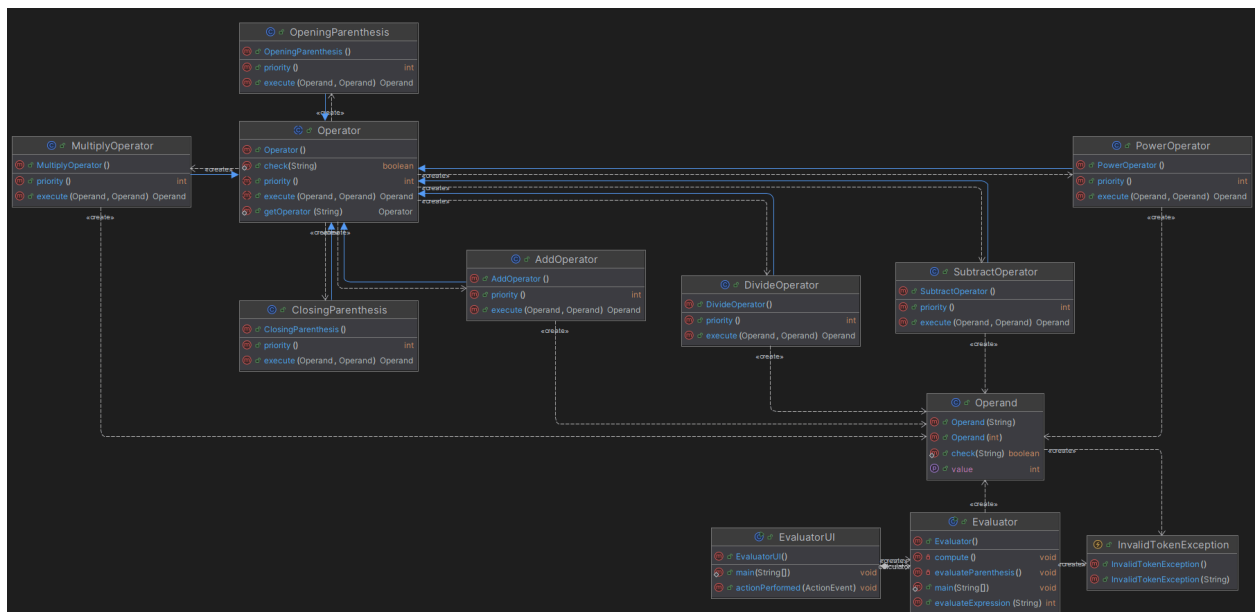 OpeningParenthesis
OpeningParenthesis()
priority() int
execute(Operand, Operand) Operand
«create»
Operator
Operator()
check(String) boolean
priority() int
execute(Operand, Operand) Operand
getOperator(String) Operator
MultiplyOperator
MultiplyOperator()
priority() int
execute(Operand, Operand) Operand
«create»
«create»
PowerOperator
PowerOperator()
priority() int
execute(Operand, Operand) Operand
«create»
«create»
«create»
«create»
AddOperator
AddOperator()
priority() int
execute(Operand, Operand) Operand
«create»
DivideOperator
DivideOperator()
priority() int
execute(Operand, Operand) Operand
«create»
SubtractOperator
SubtractOperator()
priority() int
execute(Operand, Operand) Operand
«create»
ClosingParenthesis
ClosingParenthesis()
priority() int
execute(Operand, Operand) Operand
Operand
Operand(String)
Operand(int)
check(String) boolean
value int
«create»
«create»
EvaluatorUI
EvaluatorUI()
main(String[]) void
actionPerformed(ActionEvent) void
«create»
Evaluator
Evaluator()
compute() void
evaluateParenthesis() void
main(String[]) void
evaluateExpression(String) int
«create»
InvalidTokenException
InvalidTokenException()
InvalidTokenException(String)